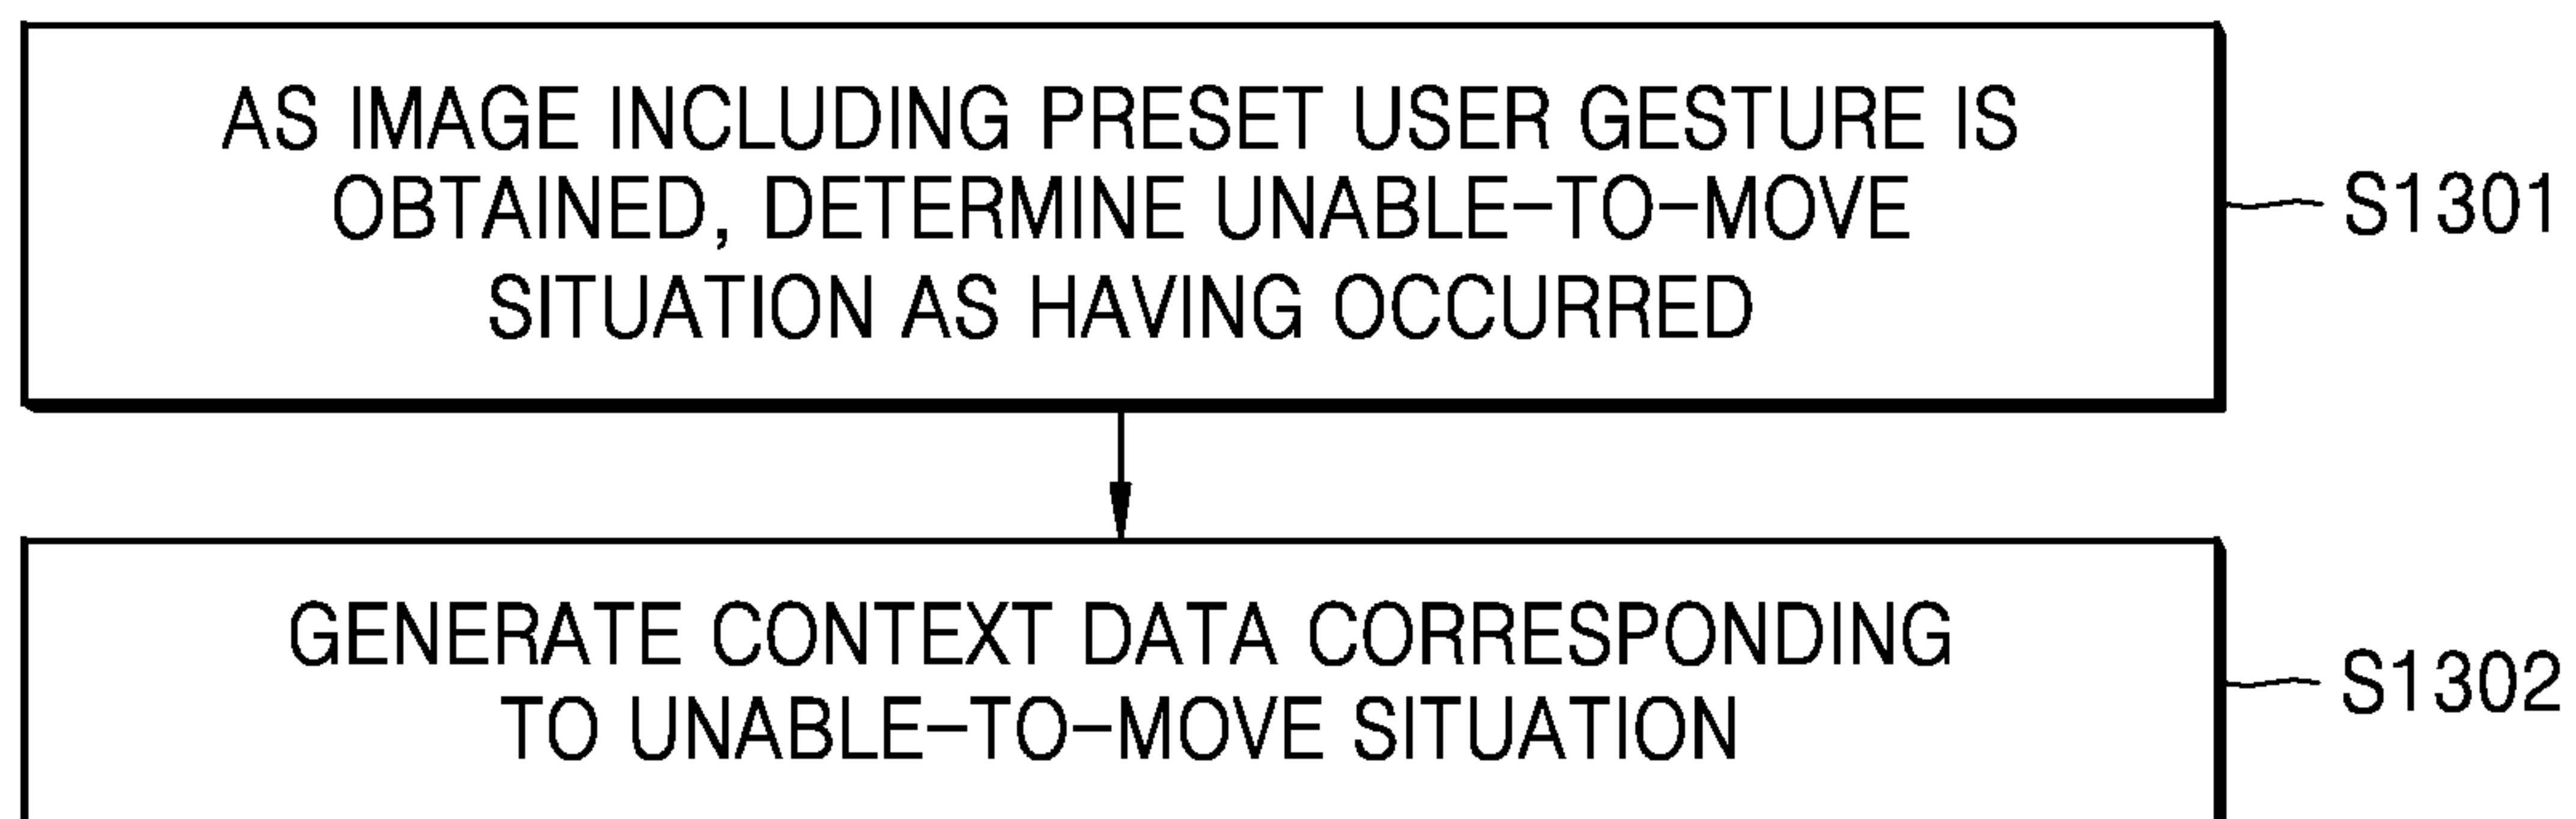 AS IMAGE INCLUDING PRESET USER GESTURE IS
OBTAINED, DETERMINE UNABLE-TO-MOVE
SITUATION AS HAVING OCCURRED
S1301
GENERATE CONTEXT DATA CORRESPONDING
TO UNABLE-TO-MOVE SITUATION
S1302